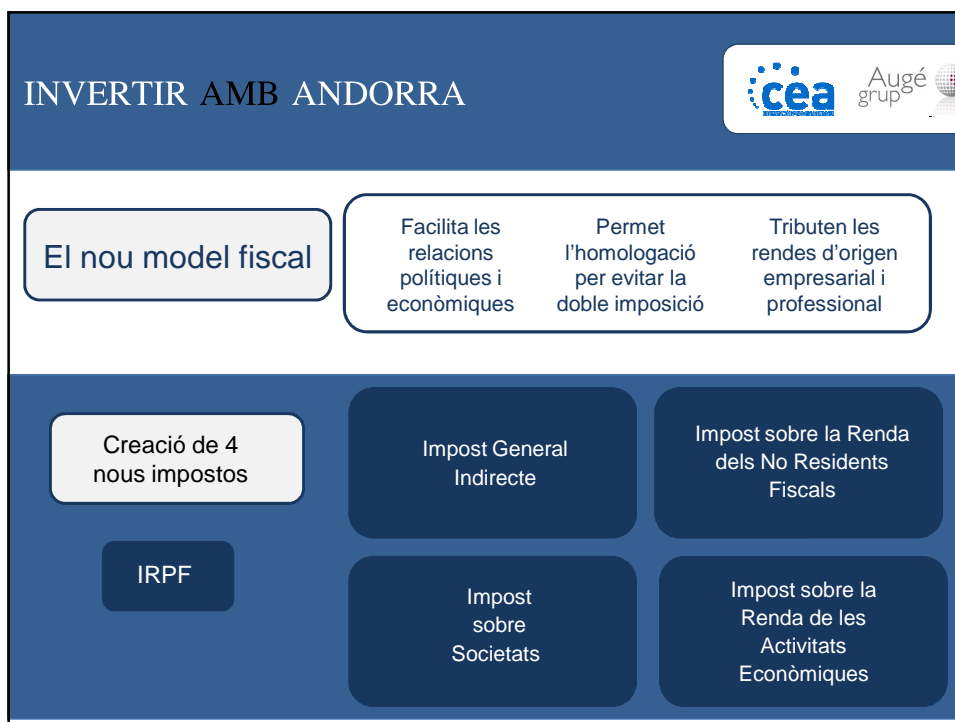 INVERTIR AMB ANDORRA
cea
Augé
grup
El nou model fiscal
Facilita les
relacions
polítiques i
econòmiques
Permet
l’homologació
per evitar la
doble imposició
Tributen les
rendes d’origen
empresarial i
professional
Creació de 4
nous impostos
IRPF
Impost General
Indirecte
Impost sobre la Renda
dels No Residents
Fiscals
Impost
sobre
Societats
Impost sobre la
Renda de les
Activitats
Econòmiques